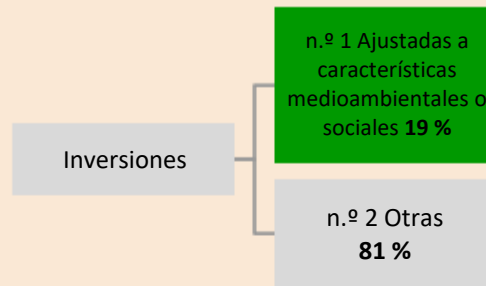 n.º 1 Ajustadas a
características
medioambientales o
sociales 19 %
Inversiones
n.º 2 Otras
81 %